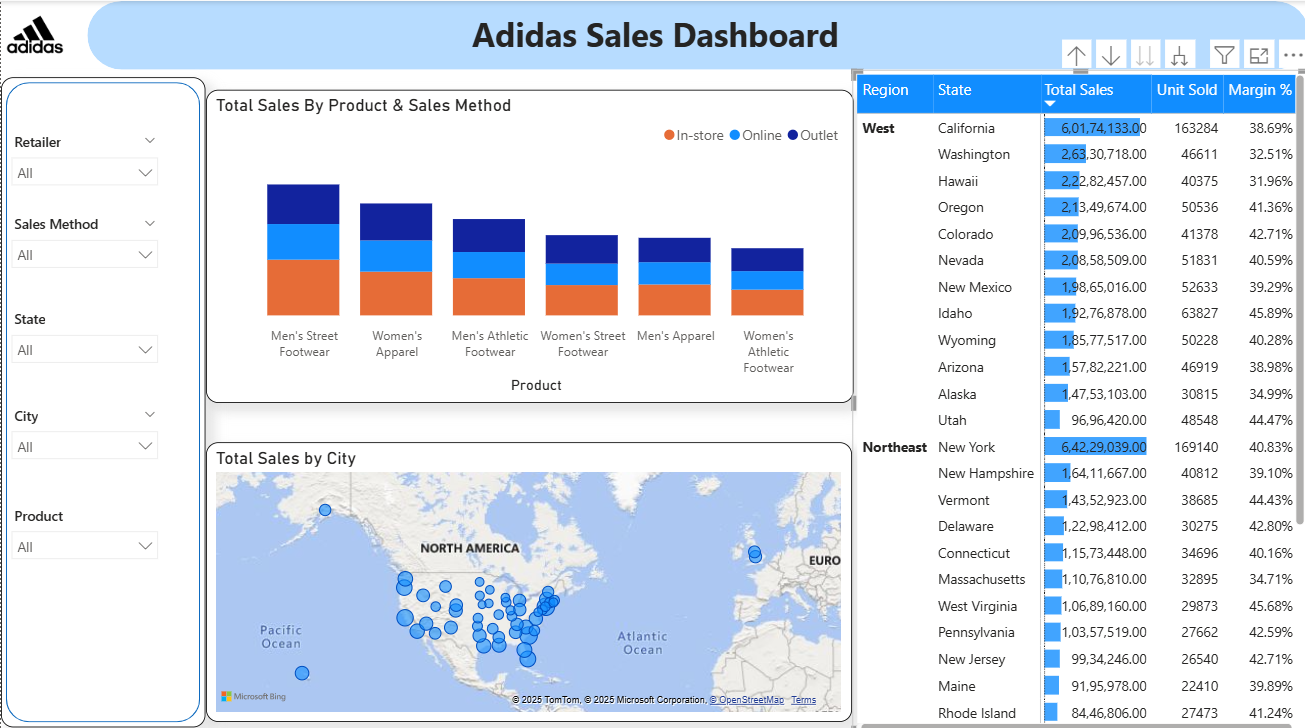 adidas
Adidas Sales Dashboard
Retailer
All
Sales Method
All
State
All
City
All
Product
All
Total Sales By Product & Sales Method
In-store Online Outlet
Men's Street Footwear
Women's Apparel
Men's Athletic Footwear
Women's Street Footwear
Men's Apparel
Women's Athletic Footwear
Product
Total Sales by City
NORTH AMERICA
EURO
Pacific Ocean
Atlantic Ocean
Microsoft Bing
© 2025 TomTom, © 2025 Microsoft Corporation, © OpenStreetMap Terms
Region State Total Sales Unit Sold Margin %
West California 6,01,74,133.00 163284 38.69%
Washington 2,63,30,718.00 46611 32.51%
Hawaii 2,22,82,457.00 40375 31.96%
Oregon 2,13,49,674.00 50536 41.36%
Colorado 2,09,96,536.00 41378 42.71%
Nevada 2,08,58,509.00 51831 40.59%
New Mexico 1,98,65,016.00 52633 39.29%
Idaho 1,92,76,878.00 63827 45.89%
Wyoming 1,85,77,517.00 50228 40.28%
Arizona 1,57,82,221.00 46919 38.98%
Alaska 1,47,53,103.00 30815 34.99%
Utah 96,96,420.00 48548 44.47%
Northeast New York 6,42,29,039.00 169140 40.83%
New Hampshire 1,64,11,667.00 40812 39.10%
Vermont 1,43,52,923.00 38685 44.43%
Delaware 1,22,98,412.00 30275 42.80%
Connecticut 1,15,73,448.00 34696 40.16%
Massachusetts 1,10,76,810.00 32895 34.71%
West Virginia 1,06,89,160.00 29873 45.68%
Pennsylvania 1,03,57,519.00 27662 42.59%
New Jersey 99,34,246.00 26540 42.71%
Maine 91,95,978.00 22410 39.89%
Rhode Island 84,46,806.00 27473 41.24%